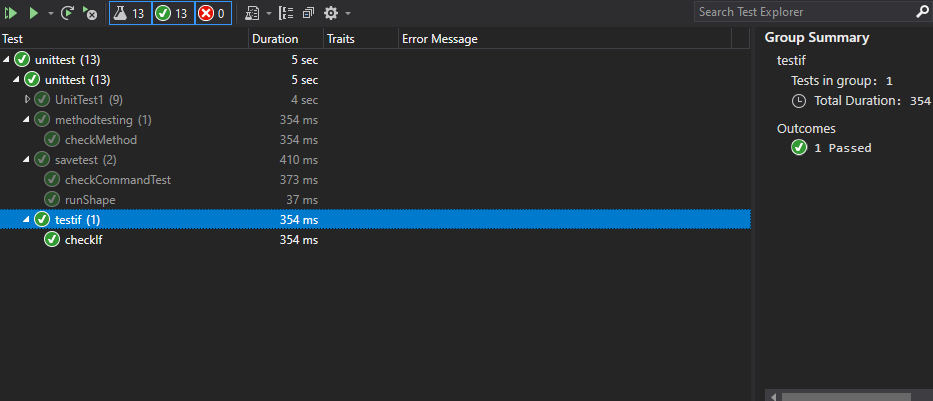 13 13 0 Search Test Explorer
Test Duration Traits Error Message
unittest (13) 5 sec
unittest (13) 5 sec
UnitTest1 (9) 4 sec
methodtesting (1) 354 ms
checkMethod 354 ms
savetest (2) 410 ms
checkCommandTest 373 ms
runShape 37 ms
testif (1) 354 ms
checkIf 354 ms
Group Summary
testif
Tests in group: 1
Total Duration: 354
Outcomes
1 Passed